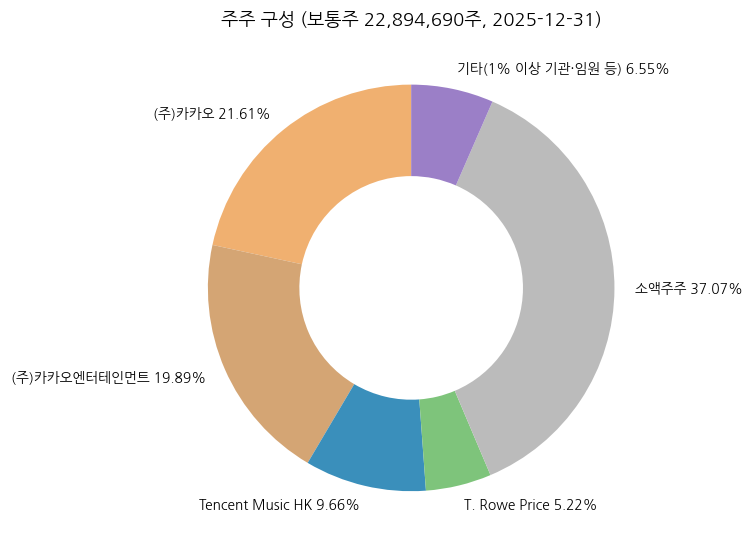 주주 구성 (보통주 22,894,690주, 2025-12-31)
기타(1% 이상 기관·임원 등) 6.55%
(주)카카오 21.61%
소액주주 37.07%
(주)카카오엔터테인먼트 19.89%
Tencent Music HK 9.66%
T. Rowe Price 5.22%